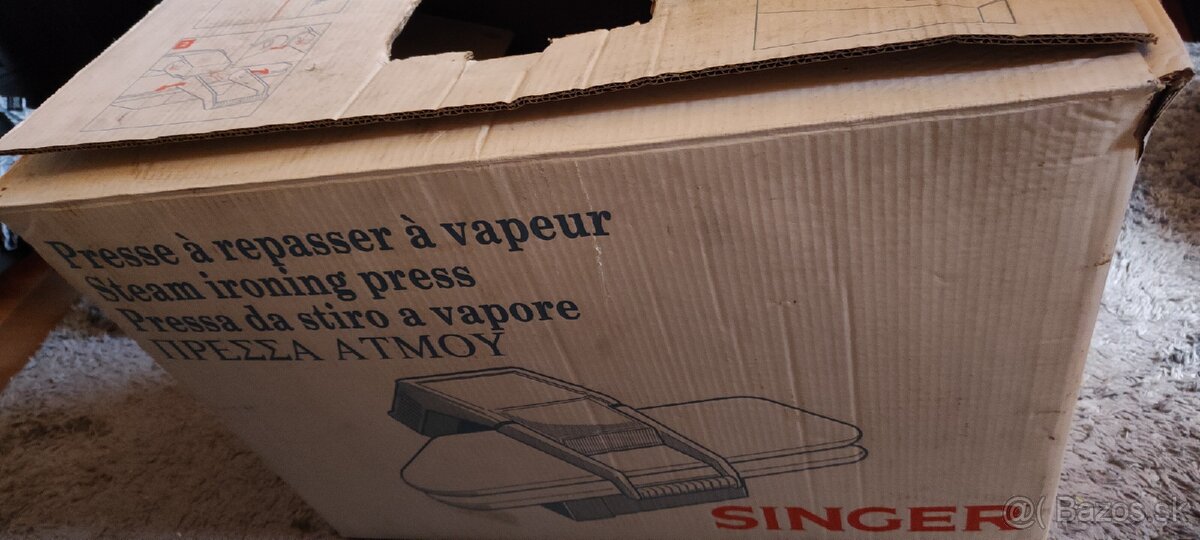 Presse à repasser à vapeur
Steam ironing press
Pressa da stiro a vapore
ΠΡΕΣΣΑ ΑΤΜΟΥ
SINGER
@( Bazos.sk